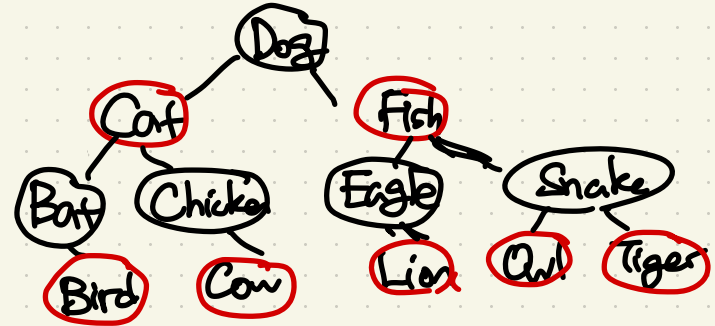 Dog
Cat
Fish
Bat
Chicken
Eagle
Snake
Bird
Cow
Lion
Owl
Tiger